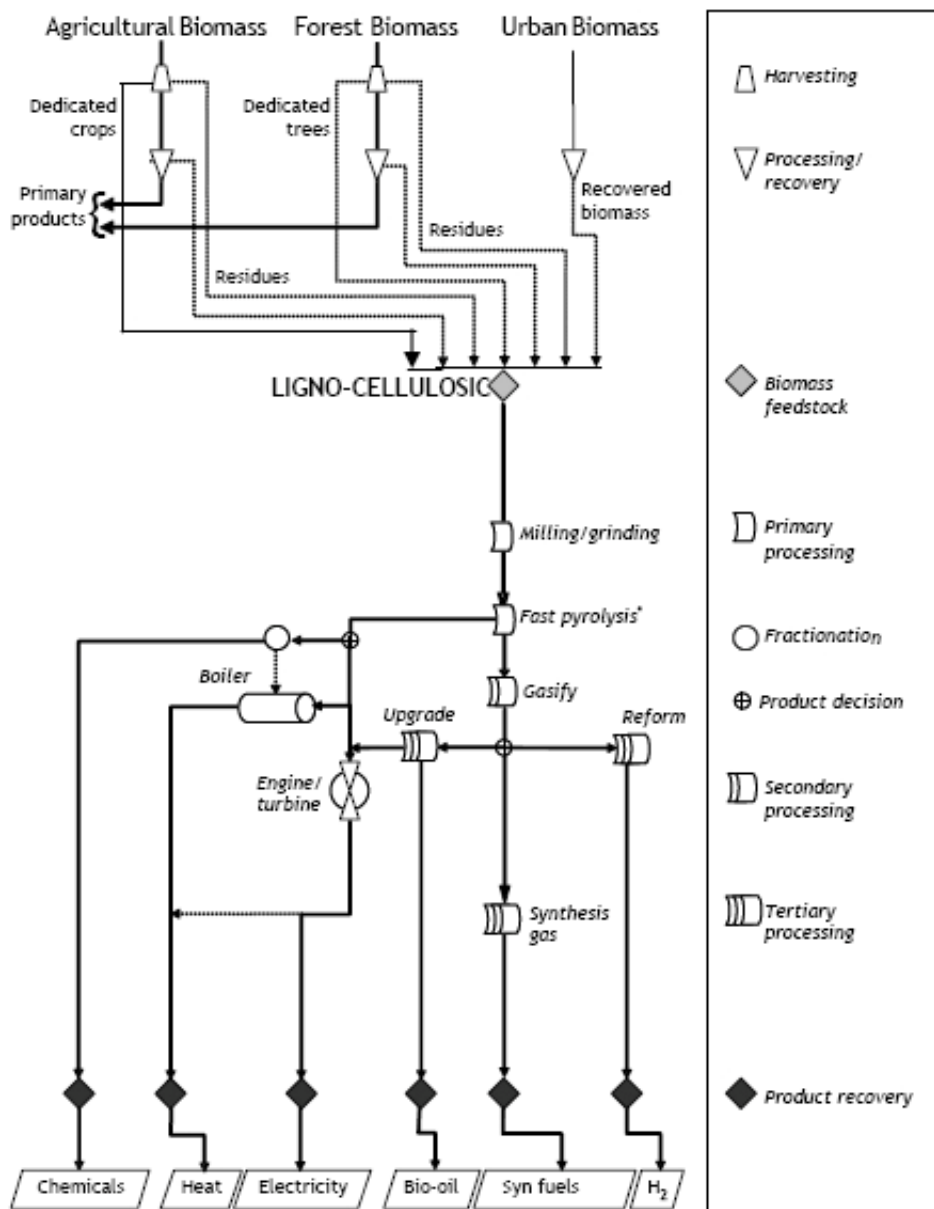 Agricultural Biomass
Forest Biomass
Urban Biomass
Dedicated
crops
Dedicated
trees
Primary
products
Recovered
biomass
Residues
Residues
LIGNO-CELLULOSIC
Milling/grinding
Fast pyrolysis*
Gasify
Boiler
Upgrade
Reform
Engine/
turbine
Synthesis
gas
Chemicals
Heat
Electricity
Bio-oil
Syn fuels
H₂
Harvesting
Processing/
recovery
Biomass
feedstock
Primary
processing
Fractionation
Product decision
Secondary
processing
Tertiary
processing
Product recovery